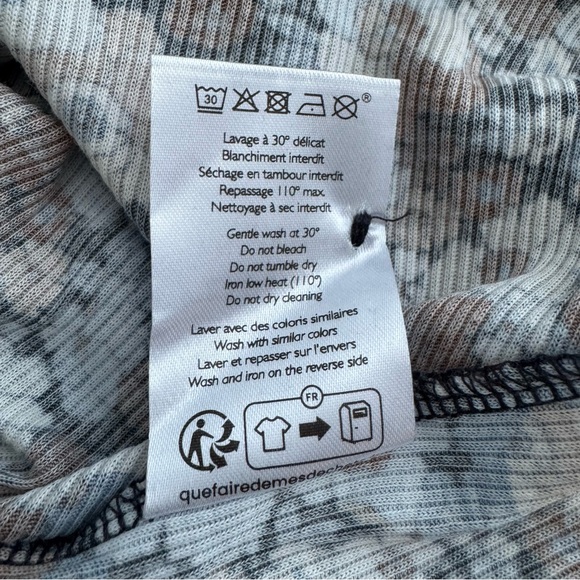 30 ®
Lavage à 30° délicat
Blanchiment interdit
Séchage en tambour interdit
Repassage 110° max.
Nettoyage à sec interdit
Gentle wash at 30°
Do not bleach
Do not tumble dry
Iron low heat (110°)
Do not dry cleaning
Laver avec des coloris similaires
Wash with similar colors
Laver et repasser sur l'envers
Wash and iron on the reverse side
FR
quefairedemesdeche